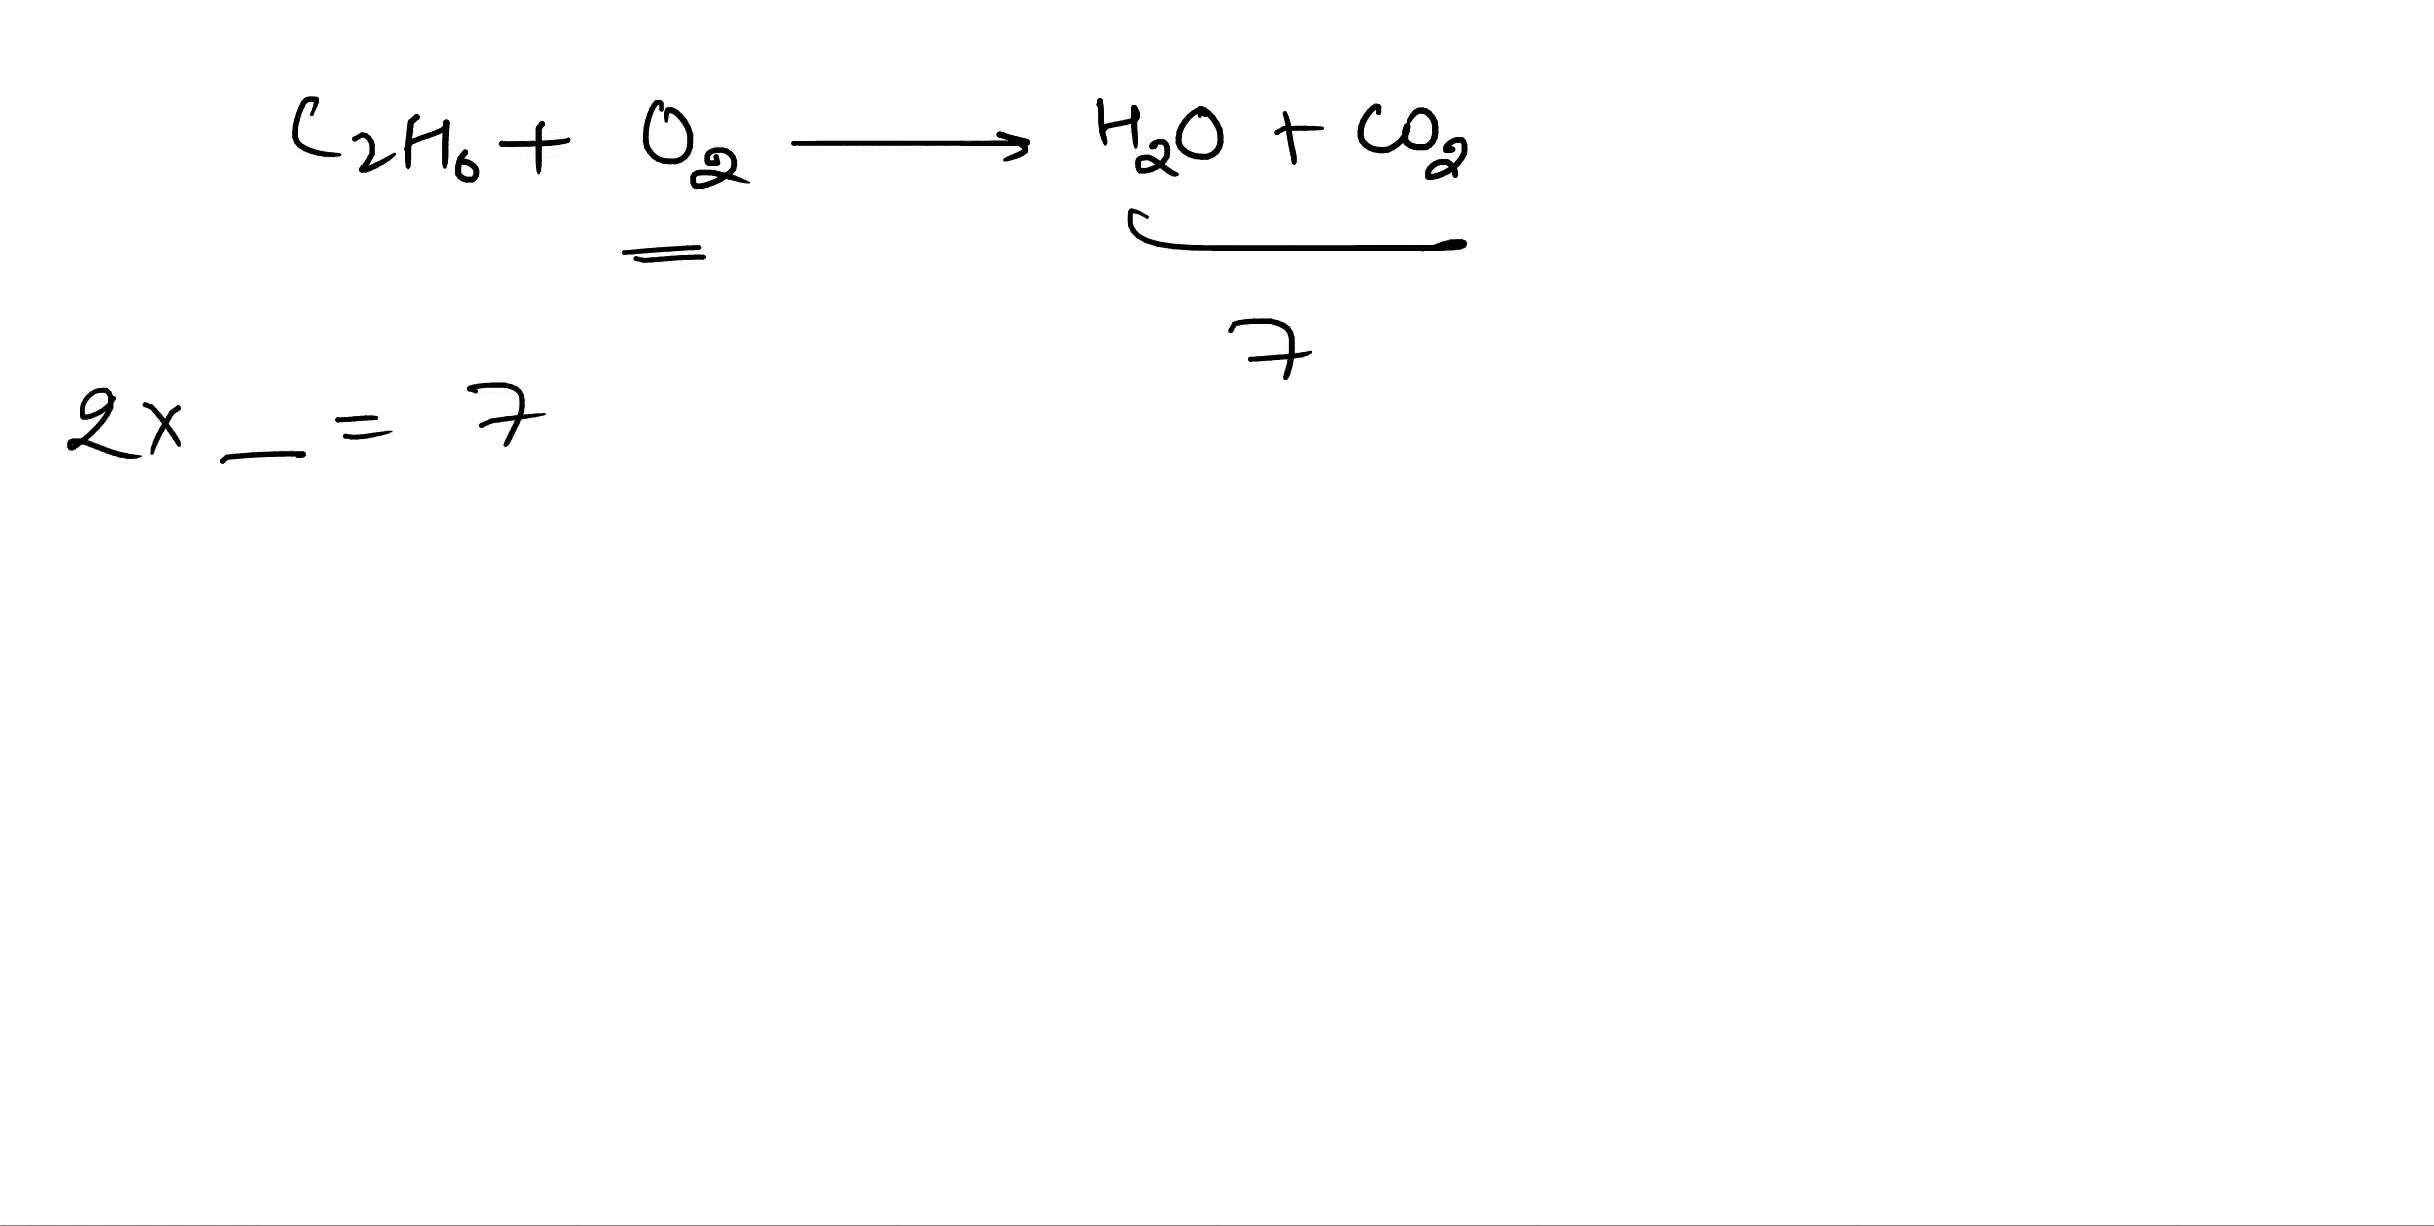 C₂H₆ + O₂ ⟶ H₂O + CO₂
7
2 × _ = 7